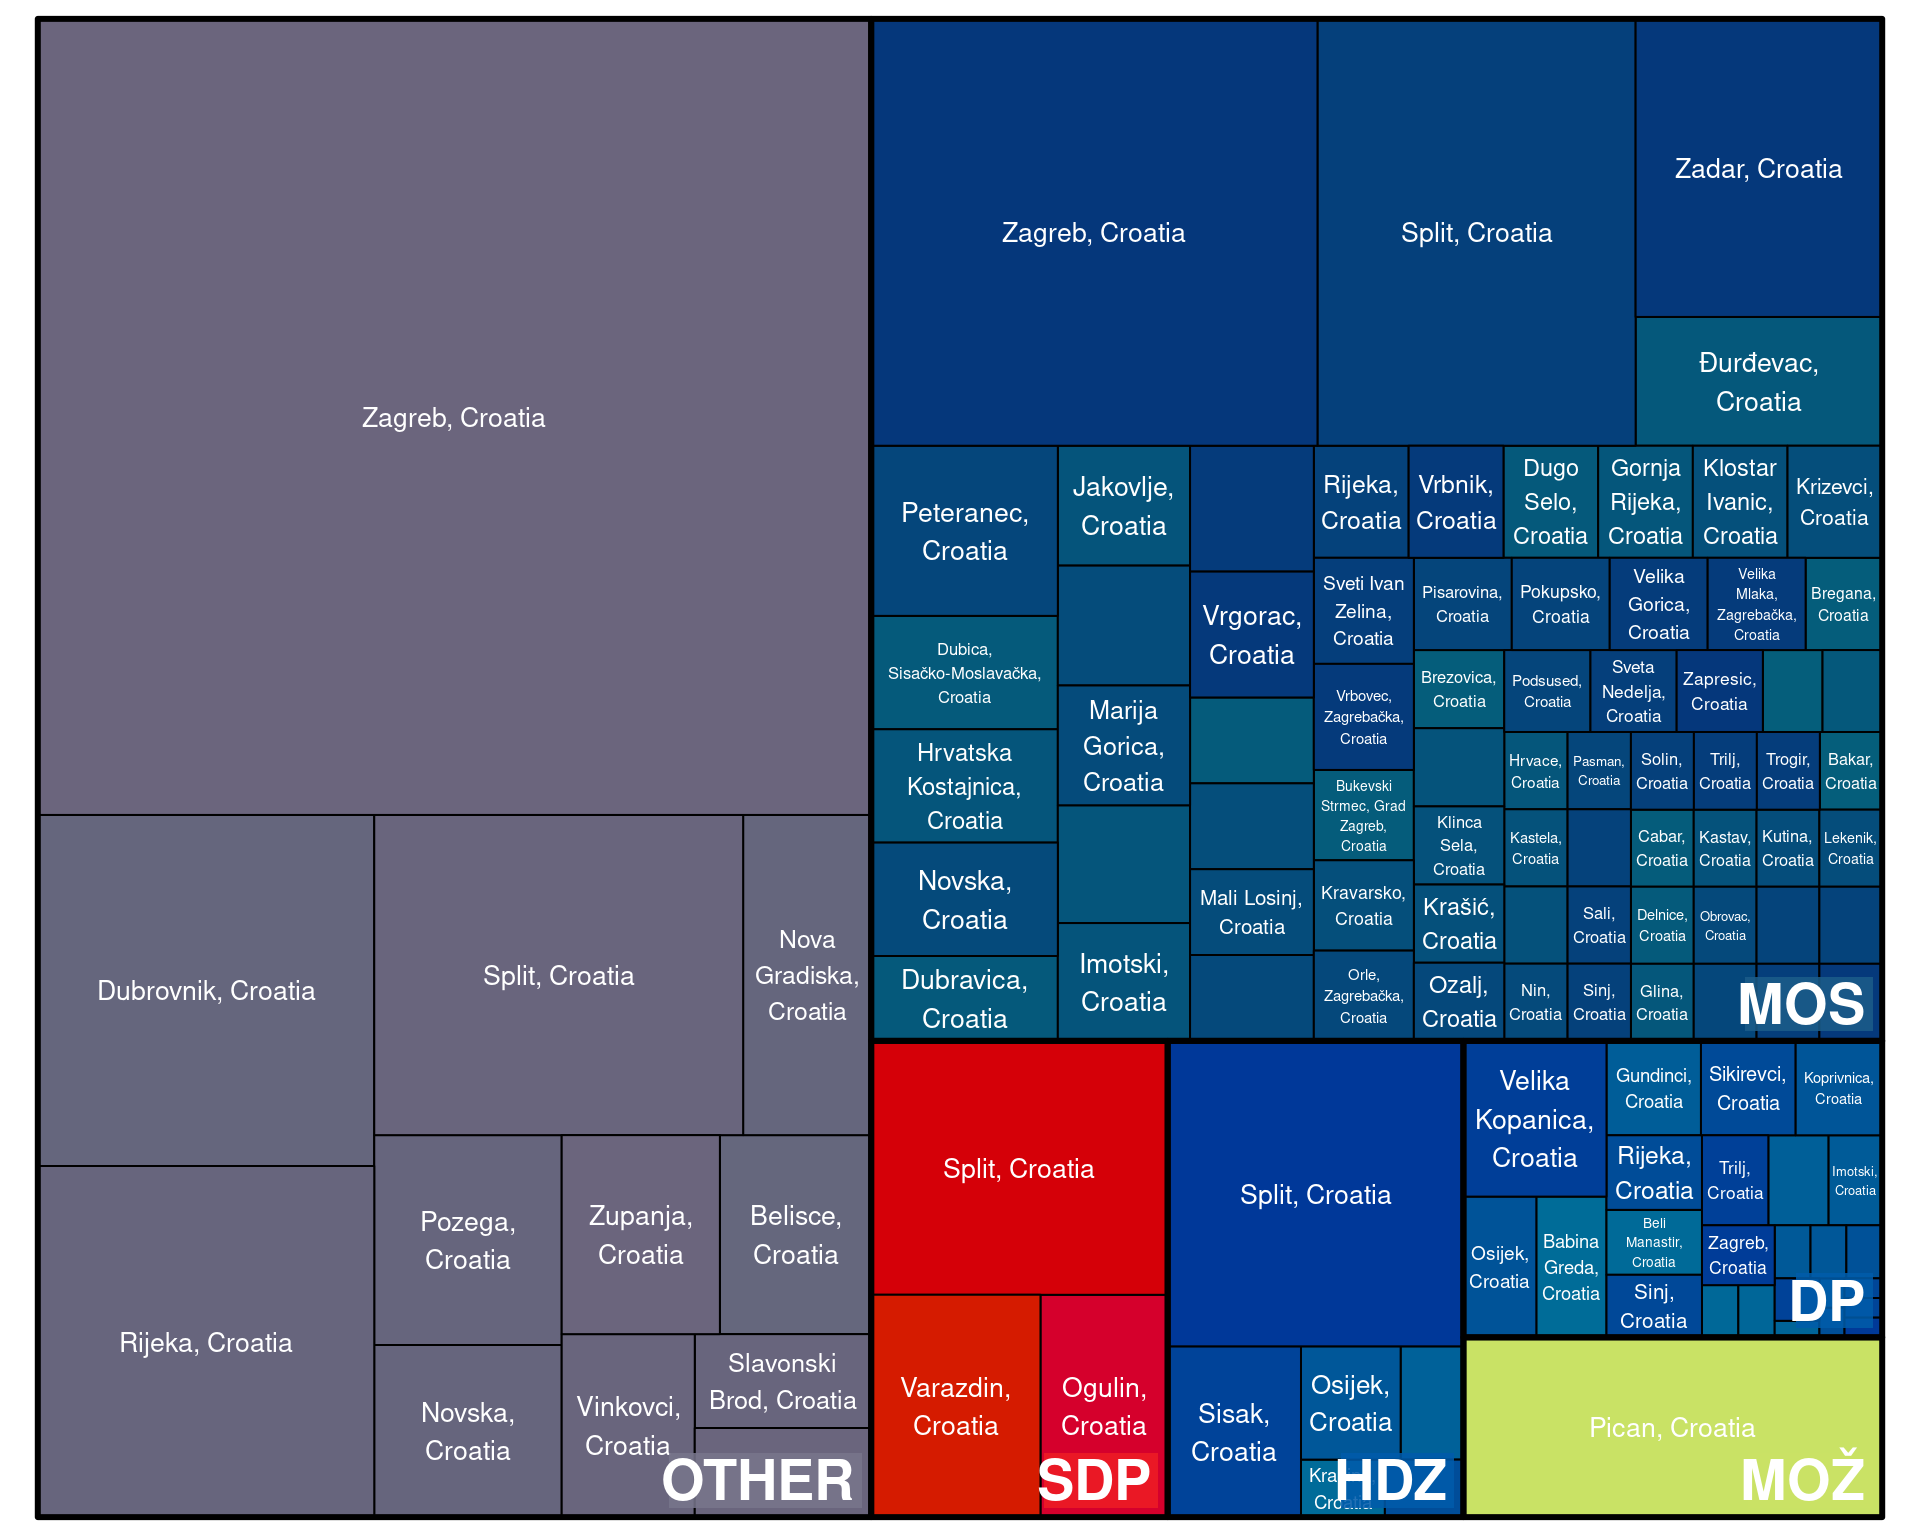 Zagreb, Croatia
Dubrovnik, Croatia
Split, Croatia
Nova
Gradiska,
Croatia
Rijeka, Croatia
Pozega,
Croatia
Zupanja,
Croatia
Belisce,
Croatia
Novska,
Croatia
Vinkovci,
Croatia
Slavonski
Brod, Croatia
OTHER
Zagreb, Croatia
Split, Croatia
Zadar, Croatia
Đurđevac,
Croatia
Peteranec,
Croatia
Dubica,
Sisačko-Moslavačka,
Croatia
Hrvatska
Kostajnica,
Croatia
Novska,
Croatia
Dubravica,
Croatia
Jakovlje,
Croatia
Marija
Gorica,
Croatia
Imotski,
Croatia
Vrgorac,
Croatia
Mali Losinj,
Croatia
Rijeka,
Croatia
Vrbnik,
Croatia
Dugo
Selo,
Croatia
Gornja
Rijeka,
Croatia
Klostar
Ivanic,
Croatia
Krizevci,
Croatia
Sveti Ivan
Zelina,
Croatia
Vrbovec,
Zagrebačka,
Croatia
Bukevski
Strmec, Grad
Zagreb,
Croatia
Kravarsko,
Croatia
Orle,
Zagrebačka,
Croatia
Pisarovina,
Croatia
Pokupsko,
Croatia
Velika
Gorica,
Croatia
Velika
Mlaka,
Zagrebačka,
Croatia
Bregana,
Croatia
Brezovica,
Croatia
Klinca
Sela,
Croatia
Krašić,
Croatia
Ozalj,
Croatia
Podsused,
Croatia
Sveta
Nedelja,
Croatia
Zapresic,
Croatia
Hrvace,
Croatia
Pasman,
Croatia
Solin,
Croatia
Trilj,
Croatia
Trogir,
Croatia
Bakar,
Croatia
Kastela,
Croatia
Cabar,
Croatia
Kastav,
Croatia
Kutina,
Croatia
Lekenik,
Croatia
Sali,
Croatia
Delnice,
Croatia
Obrovac,
Croatia
Nin,
Croatia
Sinj,
Croatia
Glina,
Croatia
MOS
Split, Croatia
Varazdin,
Croatia
Ogulin,
Croatia
SDP
Split, Croatia
Sisak,
Croatia
Osijek,
Croatia
Croatia
HDZ
Velika
Kopanica,
Croatia
Gundinci,
Croatia
Sikirevci,
Croatia
Koprivnica,
Croatia
Osijek,
Croatia
Babina
Greda,
Croatia
Rijeka,
Croatia
Beli
Manastir,
Croatia
Sinj,
Croatia
Trilj,
Croatia
Imotski,
Croatia
Zagreb,
Croatia
DP
Pican, Croatia
MOŽ